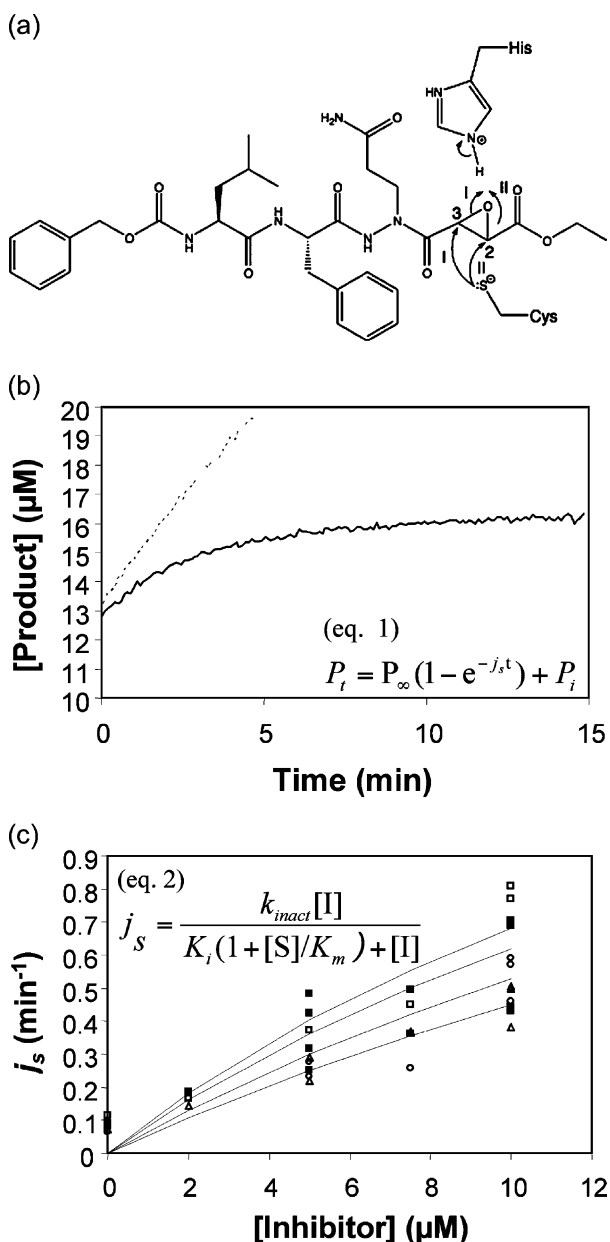 (a)
His
HN
N⊕
H
H₂N
O
I
II
O
3
2
O
O
O
O
N
H
O
H
N
O
N
H
N
O
I
II
:S⊖
Cys
(b)
[Product] (µM)
20
19
18
17
16
15
14
13
12
11
10
(eq. 1)
P_t = P_∞ (1 − e^{−j_s t}) + P_i
0
5
10
15
Time (min)
(c)
j_s (min⁻¹)
0.9
0.8
0.7
0.6
0.5
0.4
0.3
0.2
0.1
0
(eq. 2)
j_s = k_inact[I] / K_i(1+[S]/K_m) + [I]
0
2
4
6
8
10
12
[Inhibitor] (µM)